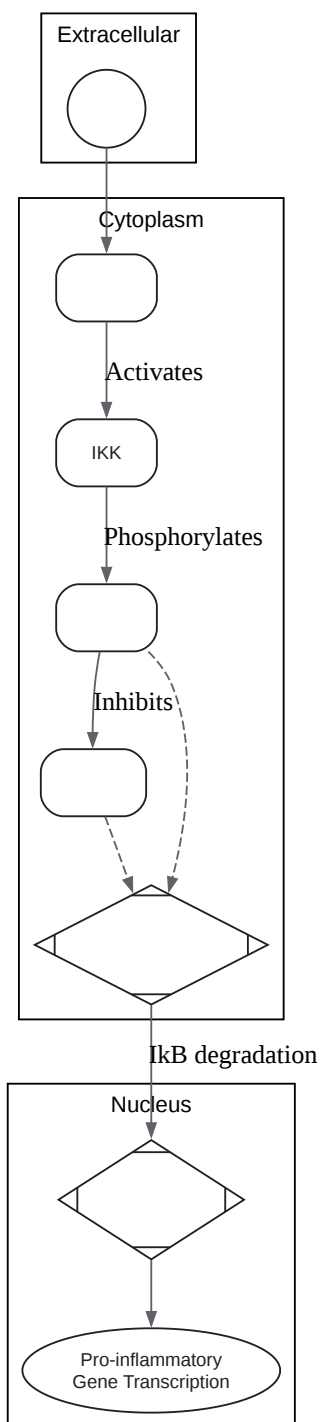 Extracellular
Cytoplasm
Activates
IKK
Phosphorylates
Inhibits
IkB degradation
Nucleus
Pro-inflammatory
Gene Transcription